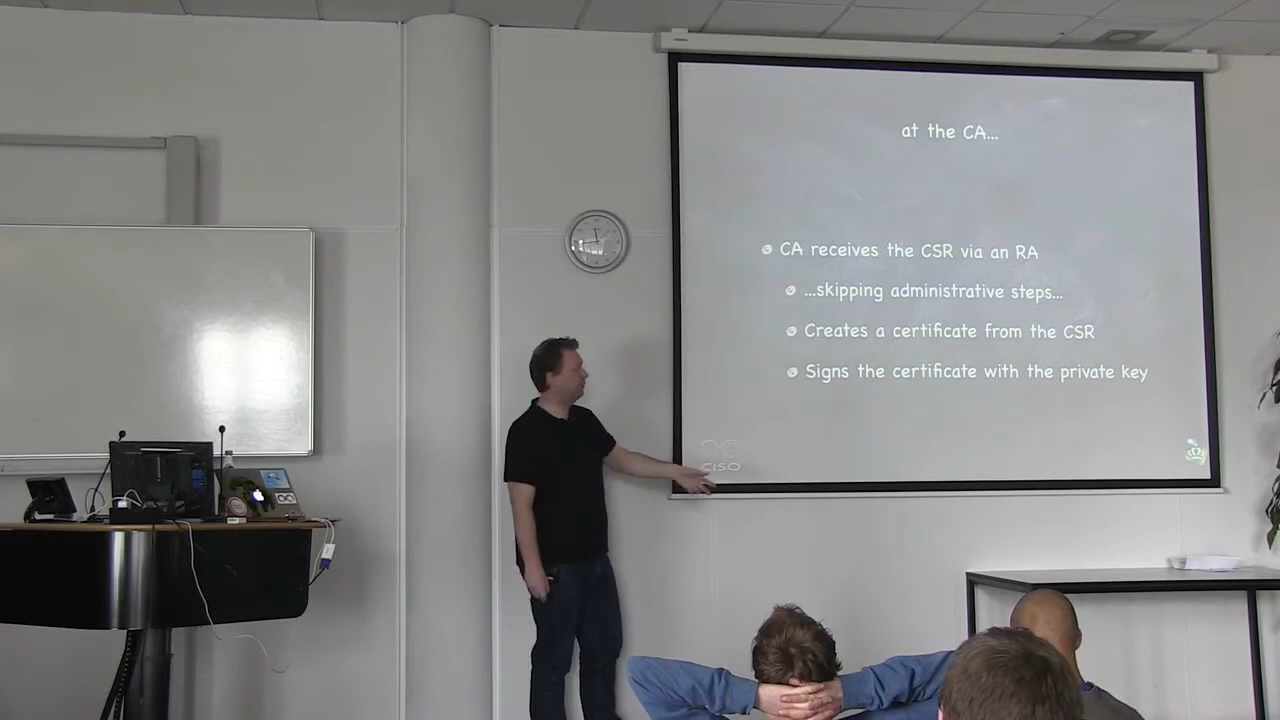 at the CA...
CA receives the CSR via an RA
...skipping administrative steps...
Creates a certificate from the CSR
Signs the certificate with the private key
CISO